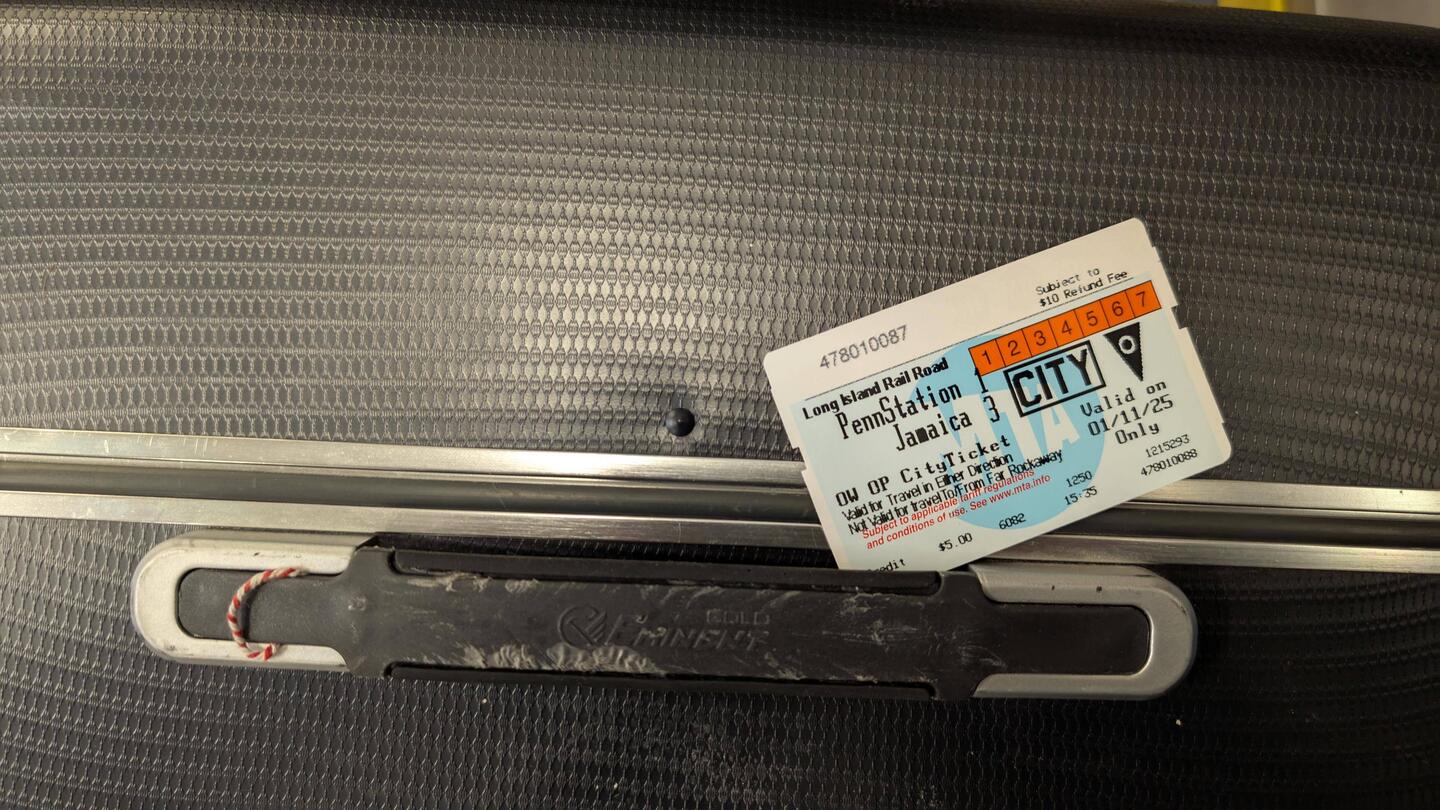 Subject to
$10 Refund Fee
478010087
1 2 3 4 5 6 7
Long Island Rail Road
PennStation 1
Jamaica 3
CITY
O
Valid on
01/11/25
Only
MTA
OW OP CityTicket
Valid for Travel in Either Direction
Not Valid for travel To/From Far Rockaway
Subject to applicable tariff regulations
and conditions of use. See www.mta.info
1215293
478010088
1250
15:35
6082
$5.00
GOLD
EMINENT